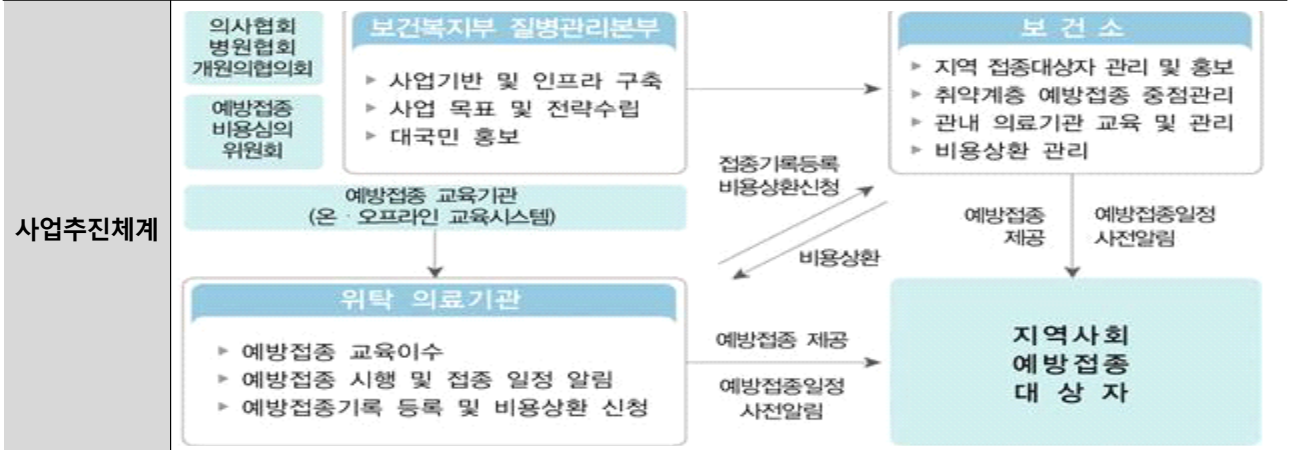 사업추진체계
의사협회
병원협회
개원의협의회
예방접종
비용심의
위원회
보건복지부 질병관리본부
▶ 사업기반 및 인프라 구축
▶ 사업 목표 및 전략수립
▶ 대국민 홍보
보 건 소
▶ 지역 접종대상자 관리 및 홍보
▶ 취약계층 예방접종 중점관리
▶ 관내 의료기관 교육 및 관리
▶ 비용상환 관리
예방접종 교육기관
(온 · 오프라인 교육시스템)
접종기록등록
비용상환신청
비용상환
예방접종
제공
예방접종일정
사전알림
위탁 의료기관
▶ 예방접종 교육이수
▶ 예방접종 시행 및 접종 일정 알림
▶ 예방접종기록 등록 및 비용상환 신청
예방접종 제공
예방접종일정
사전알림
지역사회
예방접종
대 상 자